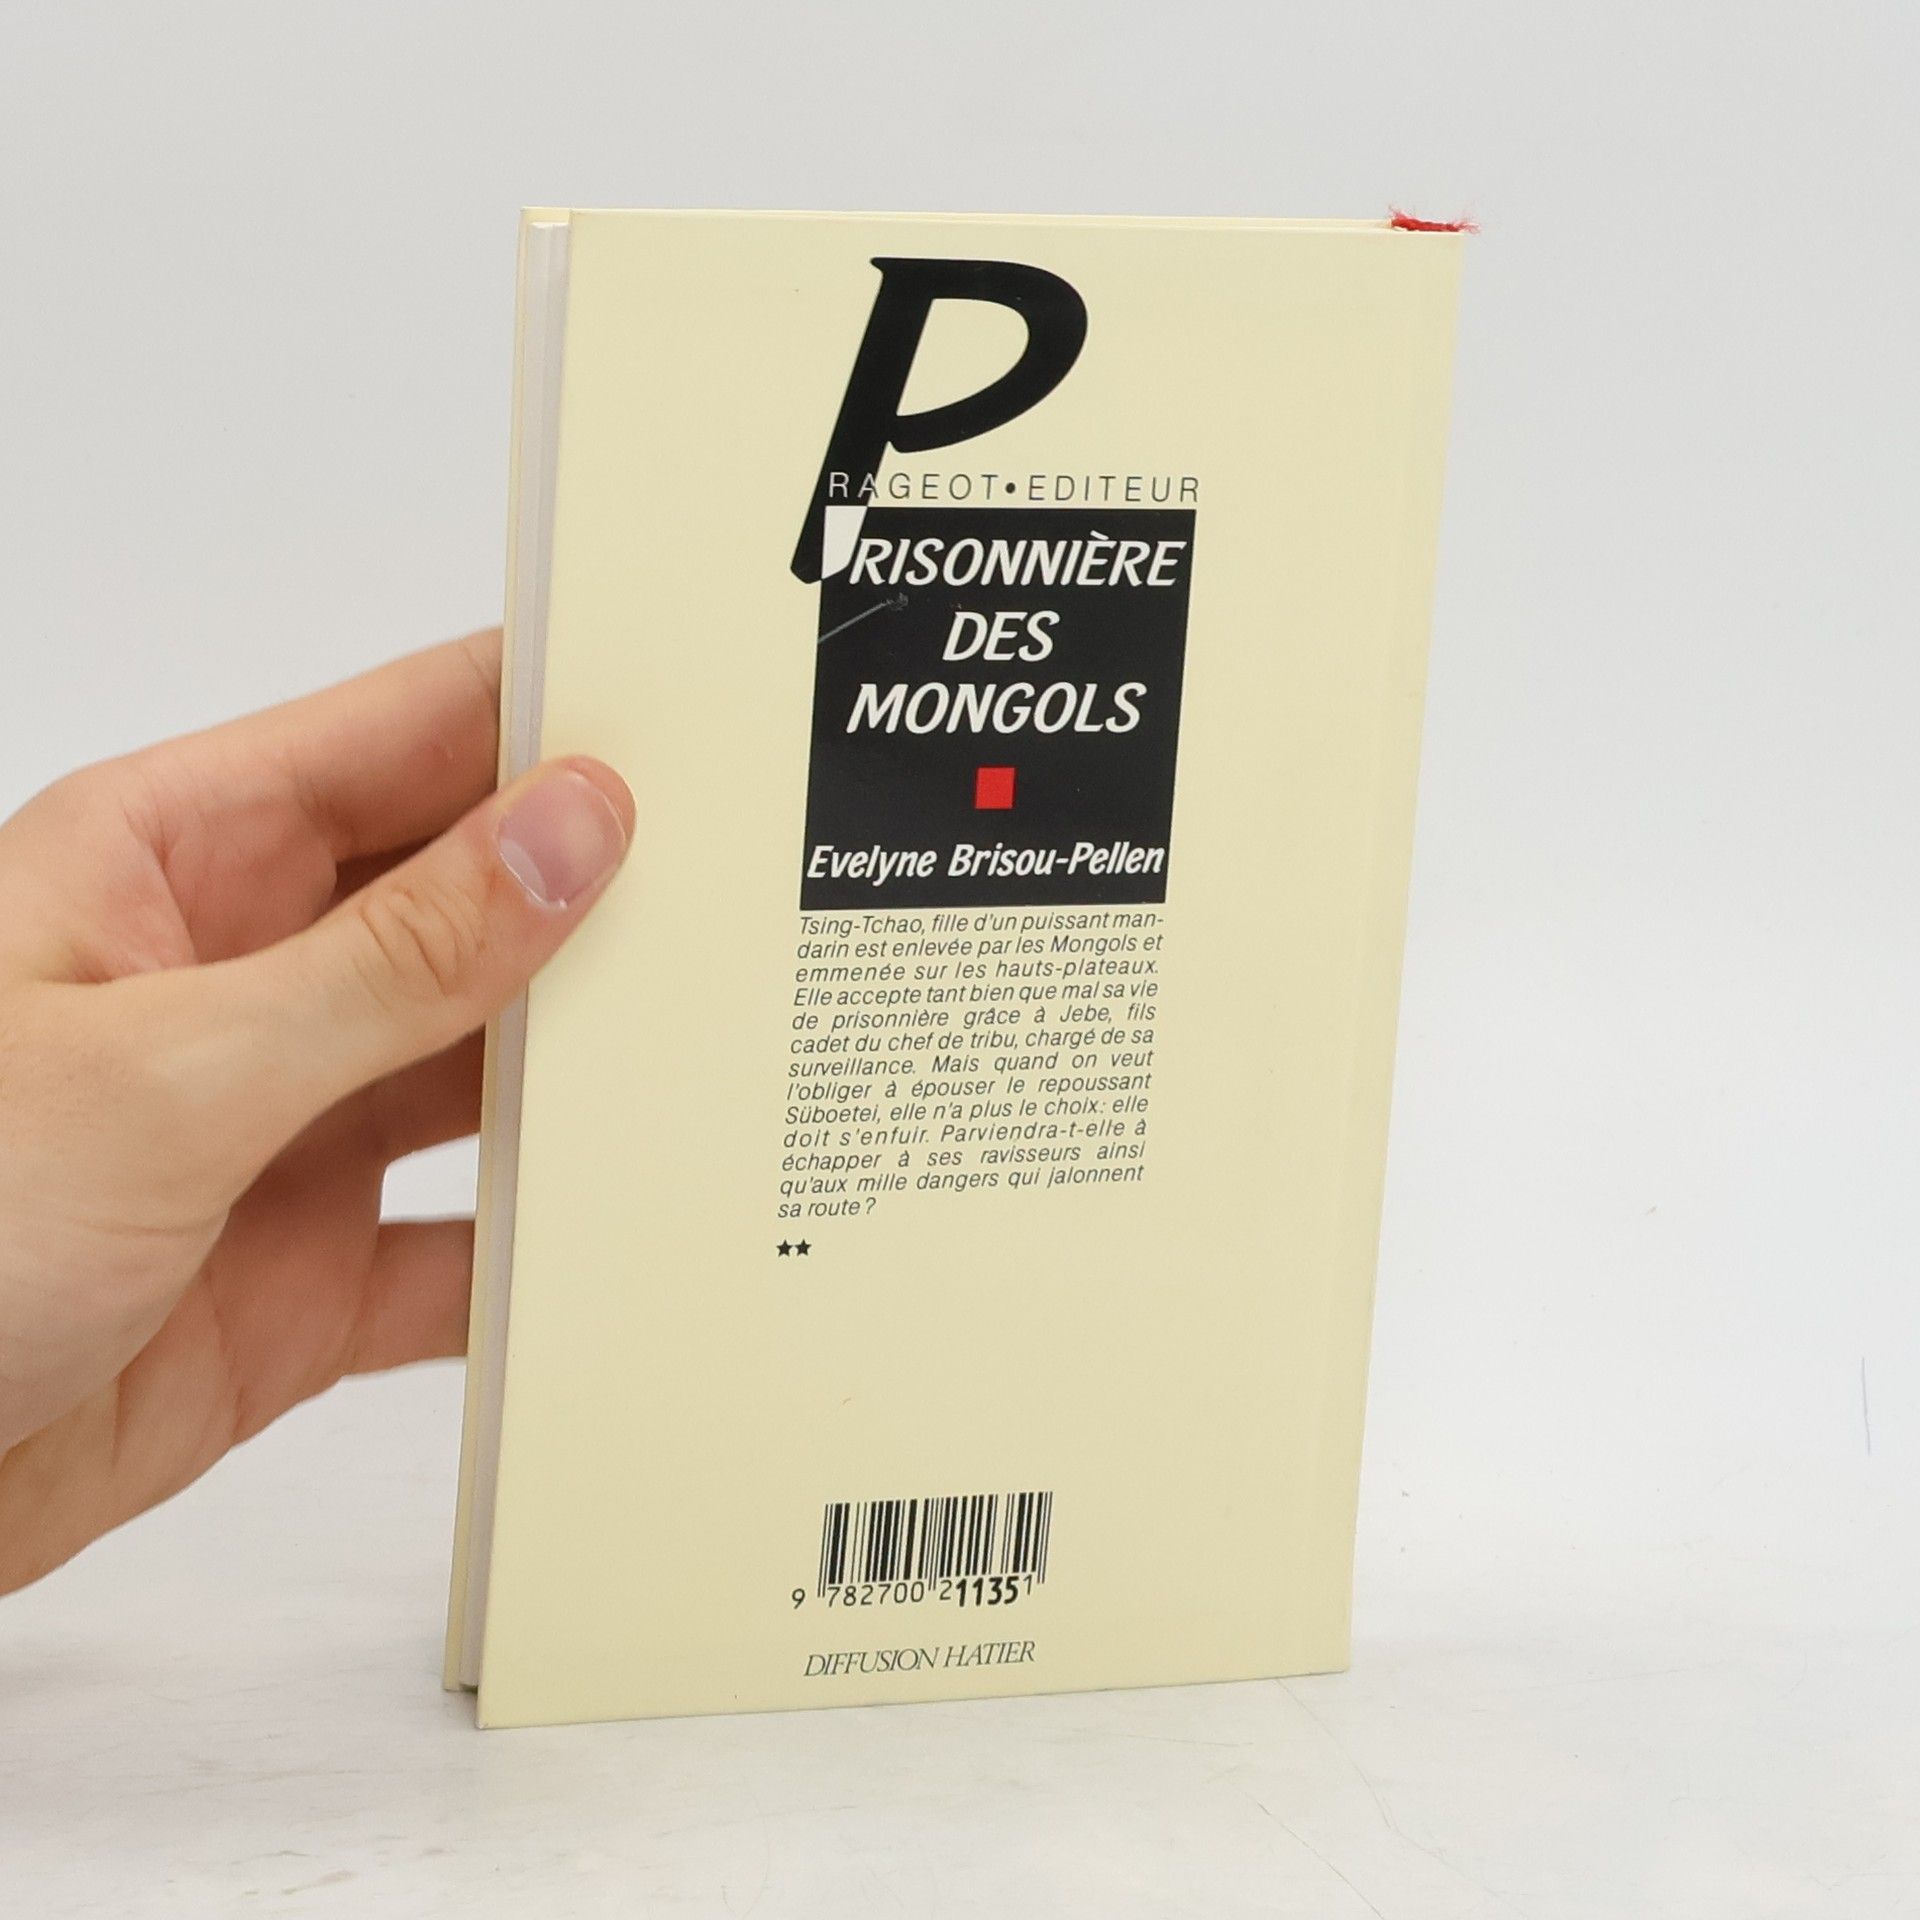 RAGEOT•EDITEUR
PRISONNIÈRE
DES
MONGOLS
Evelyne Brisou-Pellen
Tsing-Tchao, fille d'un puissant man-
darin est enlevée par les Mongols et
emmenée sur les hauts-plateaux.
Elle accepte tant bien que mal sa vie
de prisonnière grâce à Jebe, fils
cadet du chef de tribu, chargé de sa
surveillance. Mais quand on veut
l'obliger à épouser le repoussant
Süboetei, elle n'a plus le choix: elle
doit s'enfuir. Parviendra-t-elle à
échapper à ses ravisseurs ainsi
qu'aux mille dangers qui jalonnent
sa route ?
★★
9 782700 211351
DIFFUSION HATIER